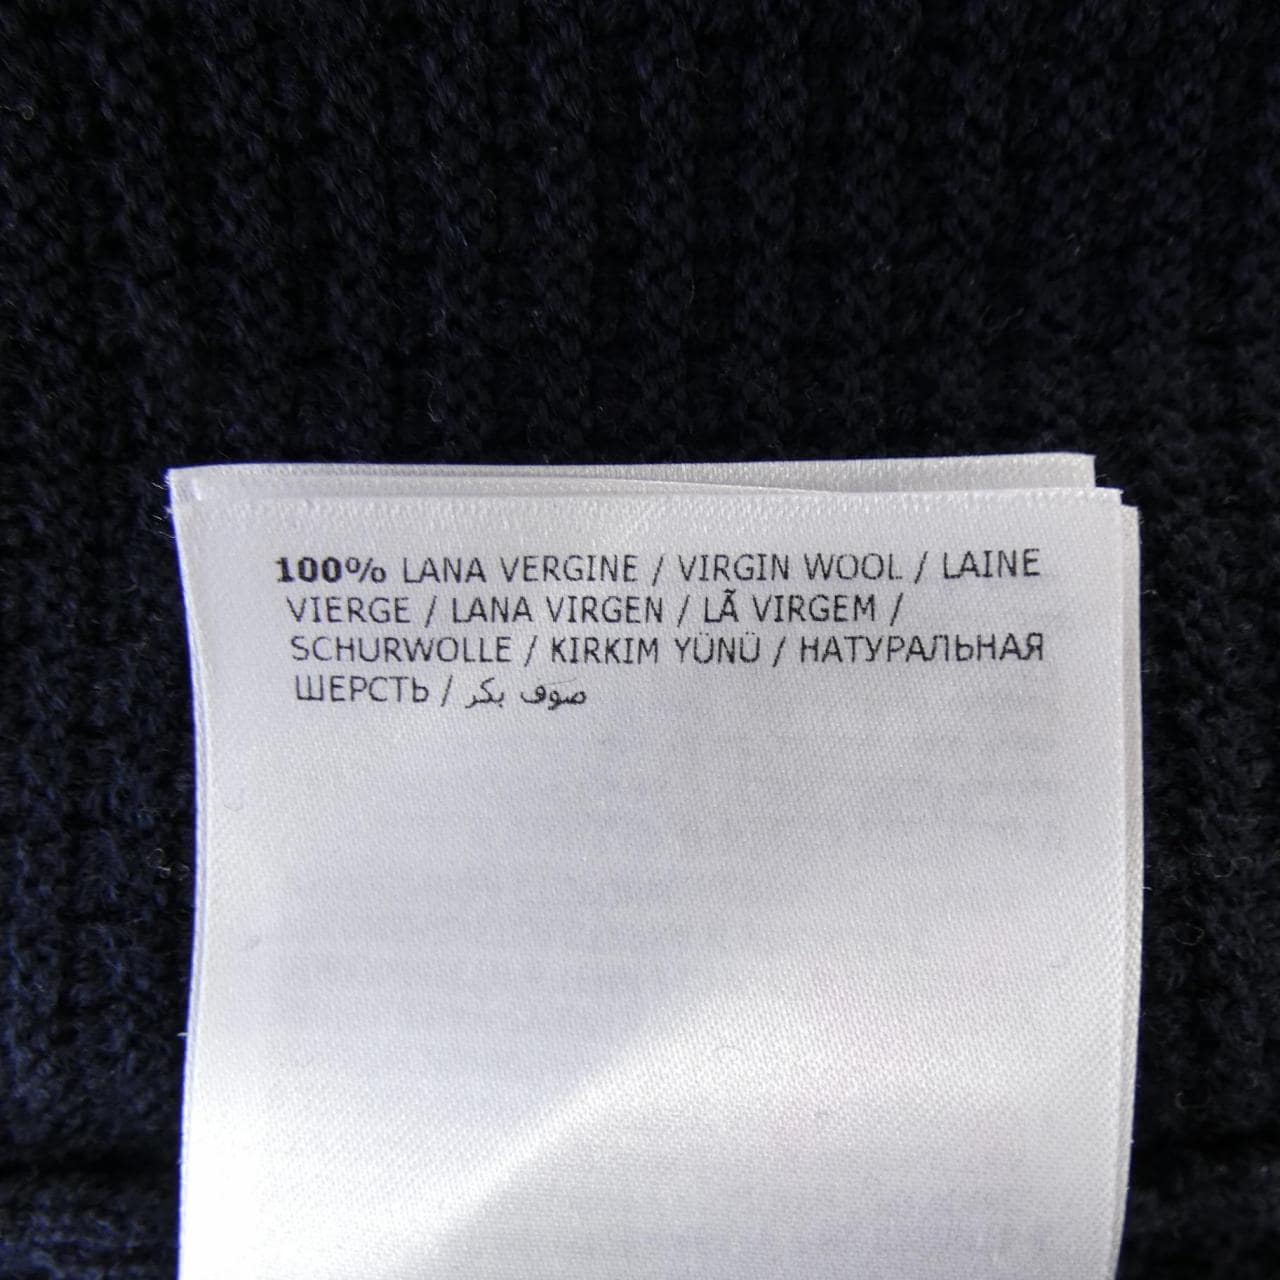 100% LANA VERGINE / VIRGIN WOOL / LAINE
VIERGE / LANA VIRGEN / LÃ VIRGEM /
SCHURWOLLE / KIRKIM YÜNÜ / НАТУРАЛЬНАЯ
ШЕРСТЬ / صوف بكر